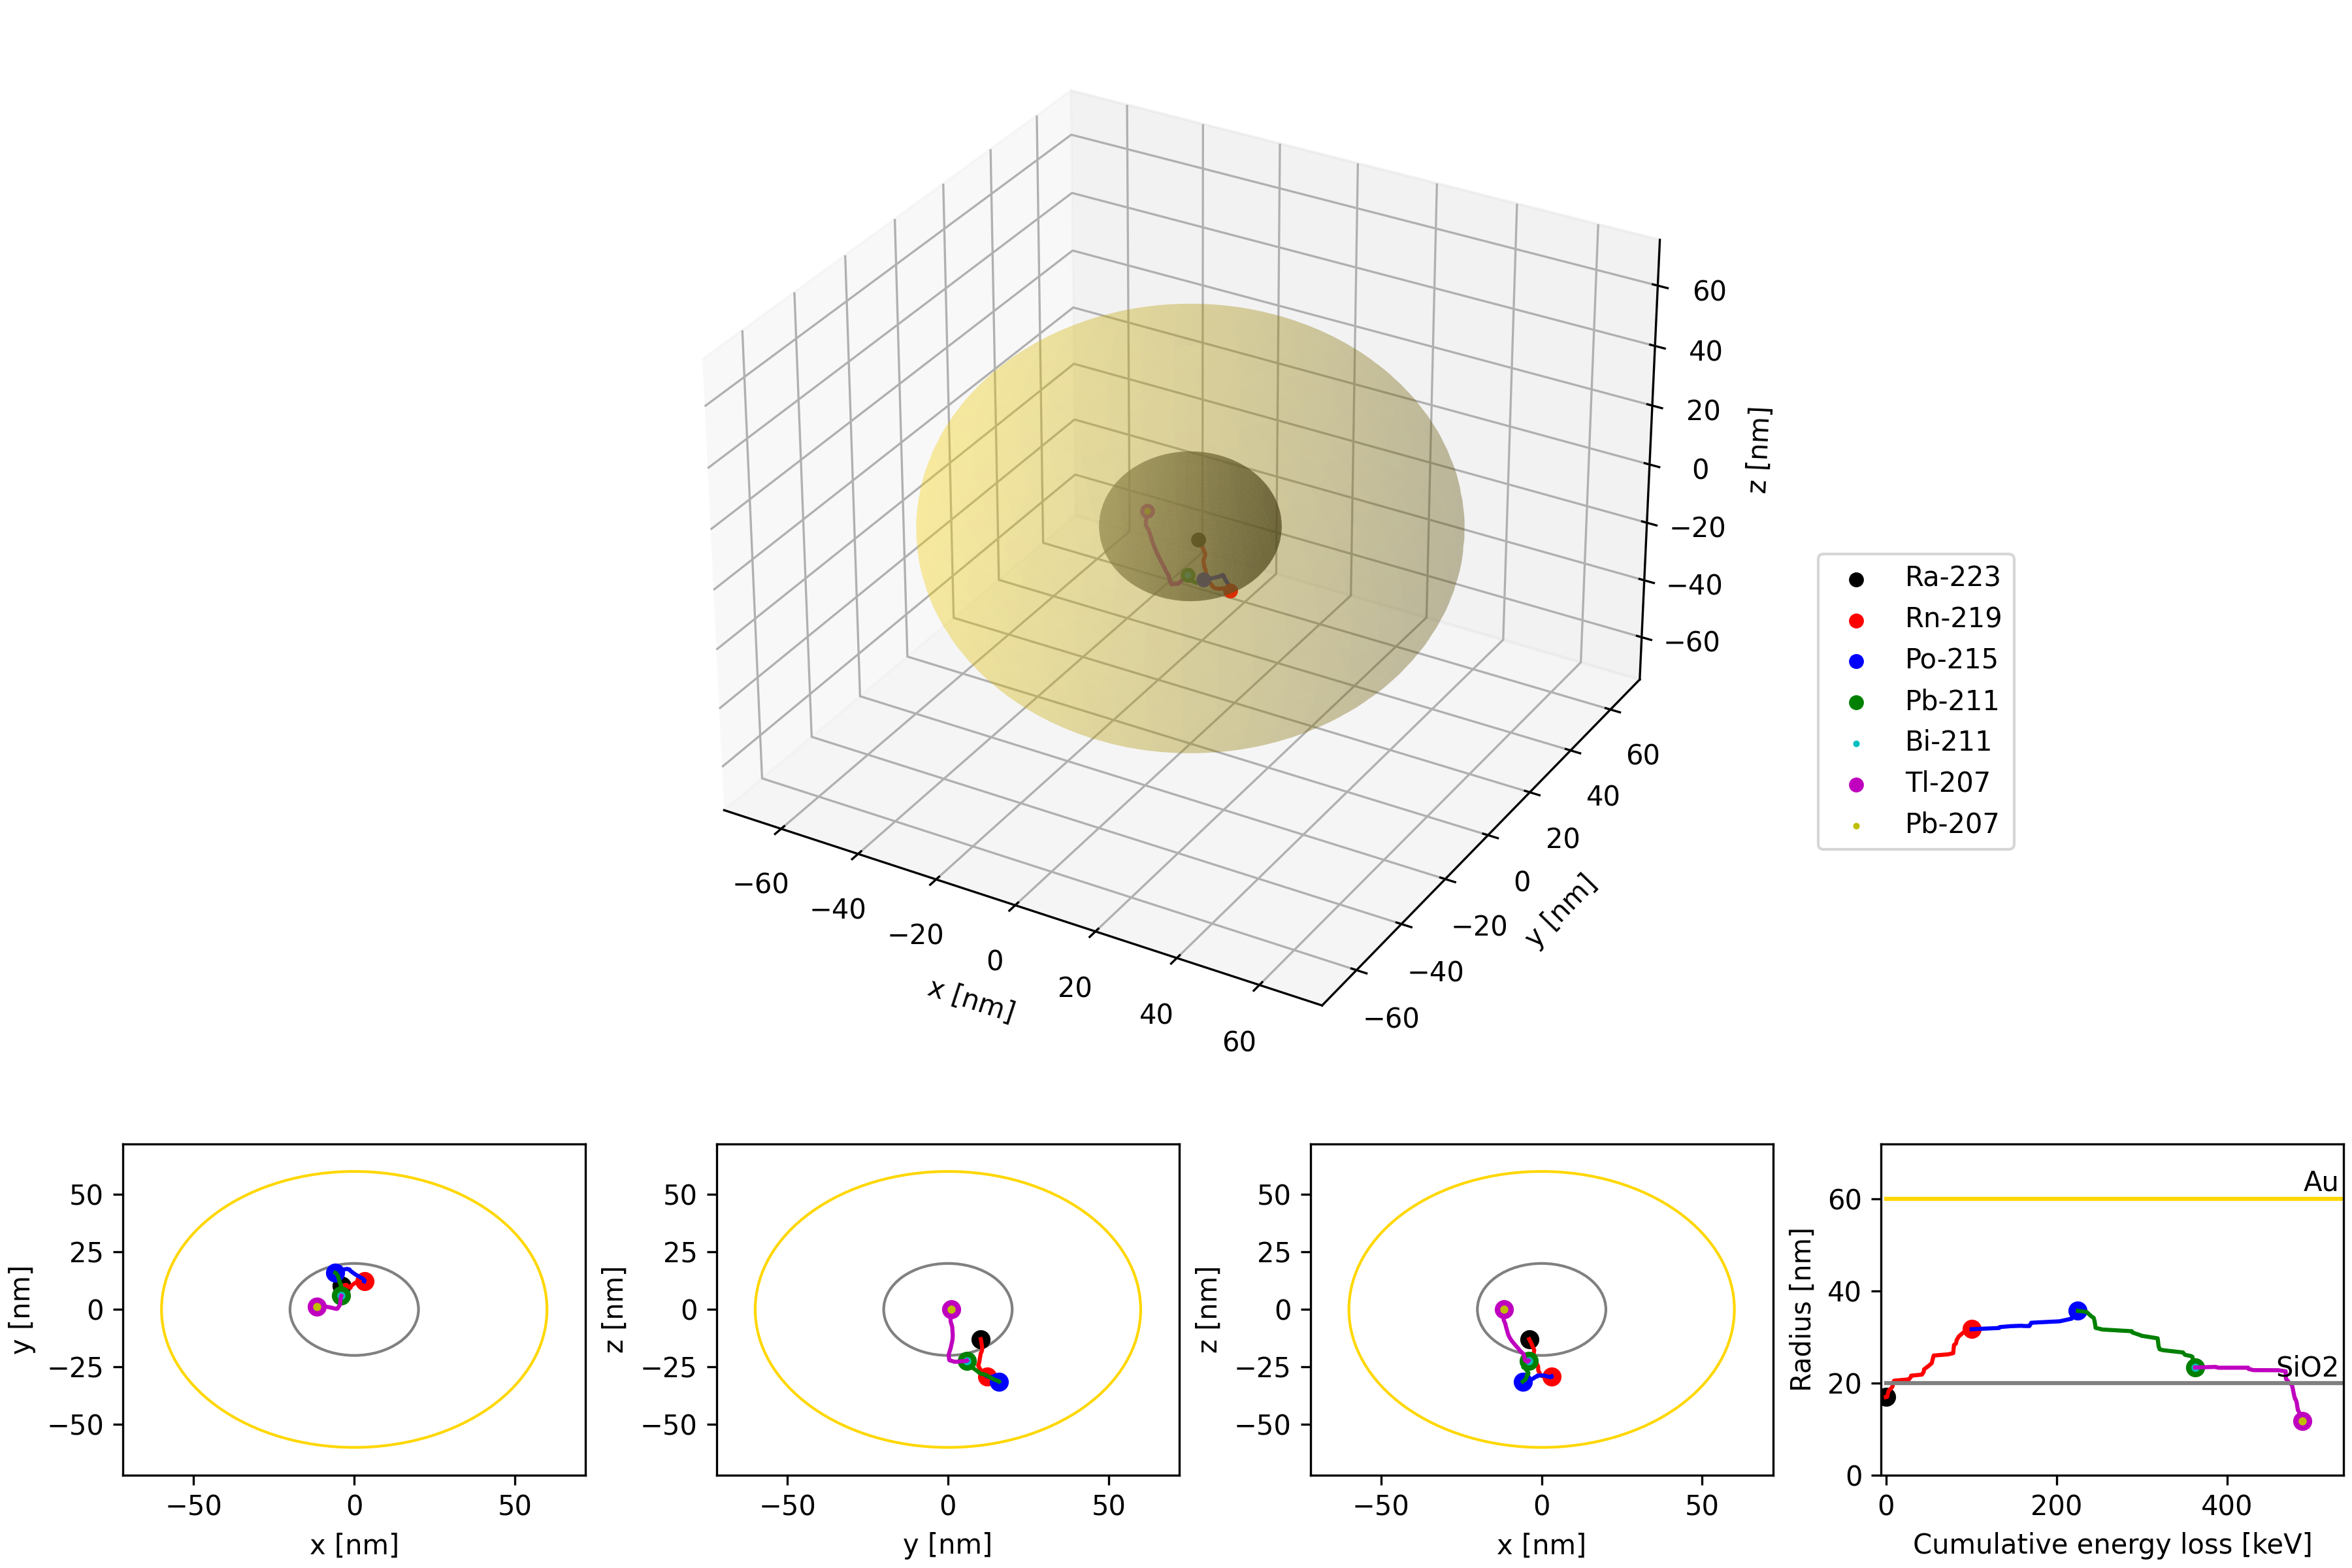 60
40
20
0
−20
−40
−60
z [nm]
60
40
20
0
−20
−40
−60
y [nm]
−60
−40
−20
0
20
40
60
x [nm]
Ra-223
Rn-219
Po-215
Pb-211
Bi-211
Tl-207
Pb-207
50
25
0
−25
−50
y [nm]
−50 0 50
x [nm]
50
25
0
−25
−50
z [nm]
−50 0 50
y [nm]
50
25
0
−25
−50
z [nm]
−50 0 50
x [nm]
60
40
20
0
Radius [nm]
Au
SiO2
0 200 400
Cumulative energy loss [keV]